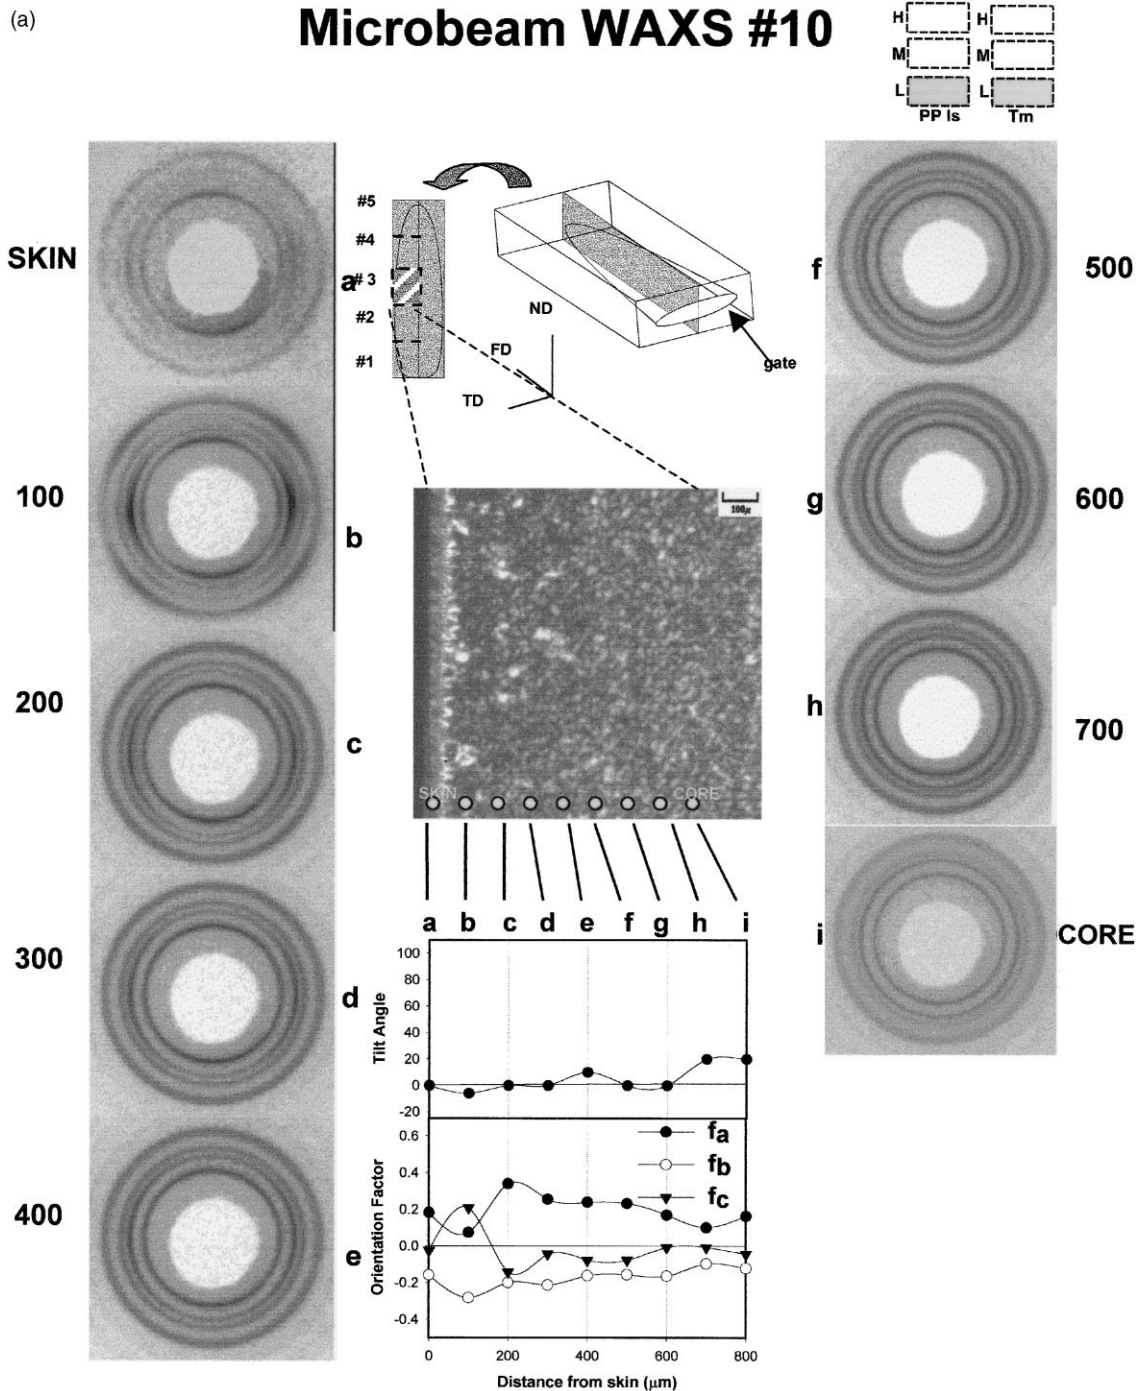 (a)
Microbeam WAXS #10
H H
M M
L L
PP Is Tm
SKIN
100
200
300
400
a
b
c
d
e
#5
#4
#3
#2
#1
ND
FD
TD
gate
100μ
SKIN CORE
a b c d e f g h i
Tilt Angle
100
80
60
40
20
0
-20
Orientation Factor
0.6
0.4
0.2
0.0
-0.2
-0.4
fa
fb
fc
0 200 400 600 800
Distance from skin (μm)
f 500
g 600
h 700
i CORE